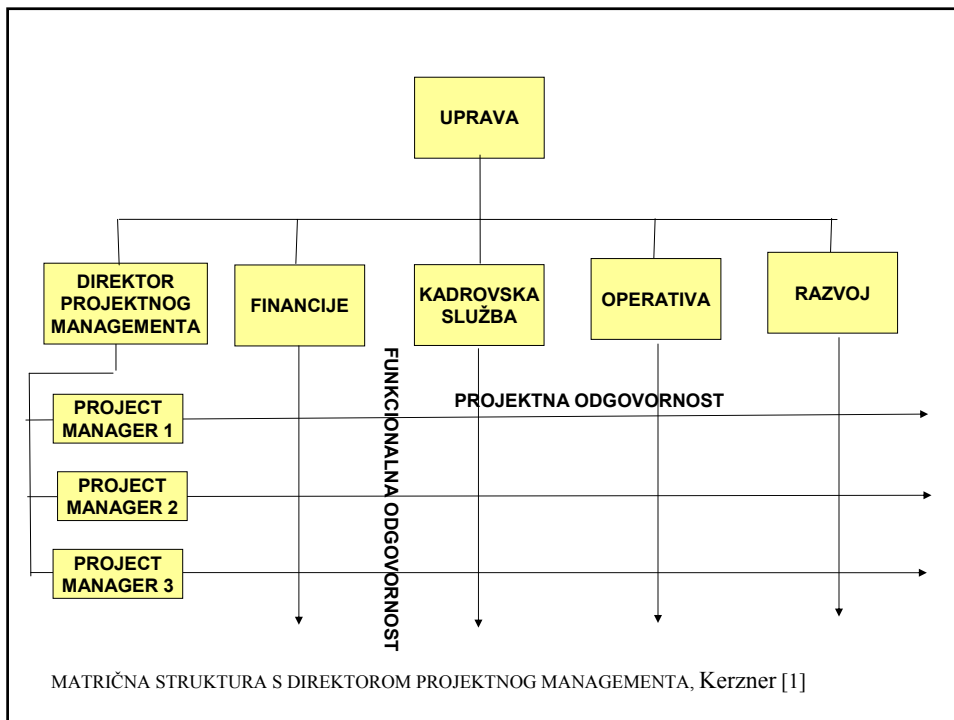 UPRAVA
DIREKTOR
PROJEKTNOG
MANAGEMENTA
FINANCIJE
KADROVSKA
SLUŽBA
OPERATIVA
RAZVOJ
FUNKCIONALNA ODGOVORNOST
PROJEKTNA ODGOVORNOST
PROJECT
MANAGER 1
PROJECT
MANAGER 2
PROJECT
MANAGER 3
MATRIČNA STRUKTURA S DIREKTOROM PROJEKTNOG MANAGEMENTA, Kerzner [1]